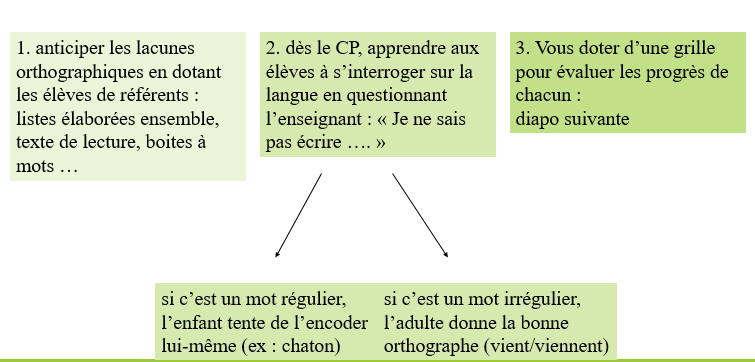 1. anticiper les lacunes
orthographiques en dotant
les élèves de référents :
listes élaborées ensemble,
texte de lecture, boites à
mots …
2. dès le CP, apprendre aux
élèves à s’interroger sur la
langue en questionnant
l’enseignant : « Je ne sais
pas écrire …. »
3. Vous doter d’une grille
pour évaluer les progrès de
chacun :
diapo suivante
si c’est un mot régulier,
l’enfant tente de l’encoder
lui-même (ex : chaton)
si c’est un mot irrégulier,
l’adulte donne la bonne
orthographe (vient/viennent)